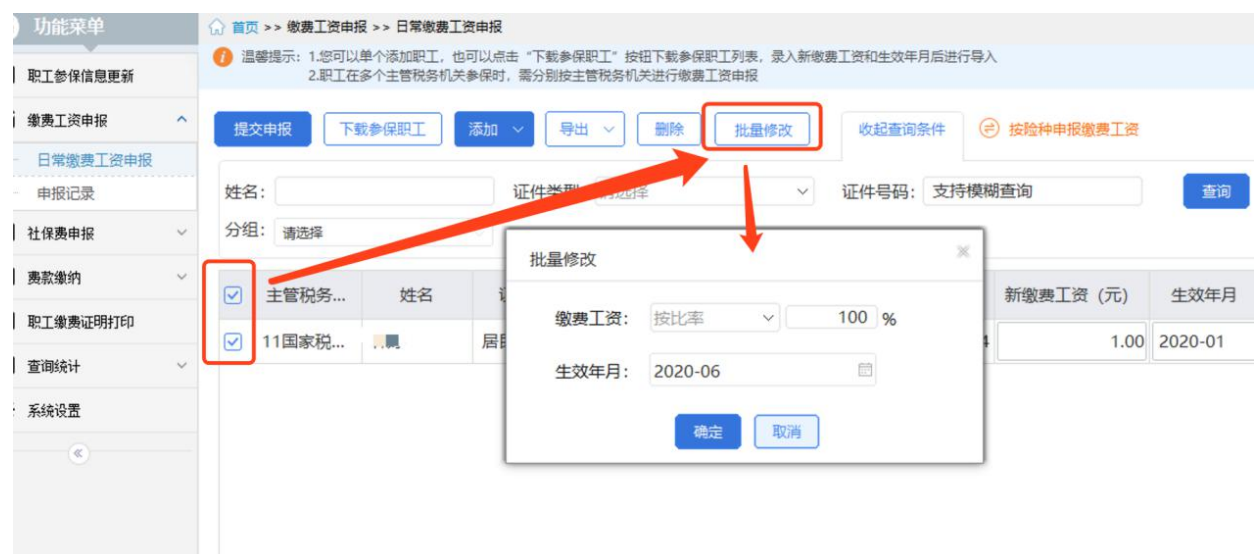 功能菜单
职工参保信息更新
缴费工资申报
日常缴费工资申报
申报记录
社保费申报
费款缴纳
职工缴费证明打印
查询统计
系统设置
首页 >> 缴费工资申报 >> 日常缴费工资申报
温馨提示：1.您可以单个添加职工，也可以点击“下载参保职工”按钮下载参保职工列表，录入新缴费工资和生效年月后进行导入
2.职工在多个主管税务机关参保时，需分别按主管税务机关进行缴费工资申报
提交申报 下载参保职工 添加 导出 删除 批量修改 收起查询条件 按险种申报缴费工资
姓名： 证件类型 请选择 证件号码： 支持模糊查询 查询
分组： 请选择
主管税务... 姓名 新缴费工资（元） 生效年月
11国家税... 居 1.00 2020-01
批量修改
缴费工资： 按比率 100 %
生效年月： 2020-06
确定 取消